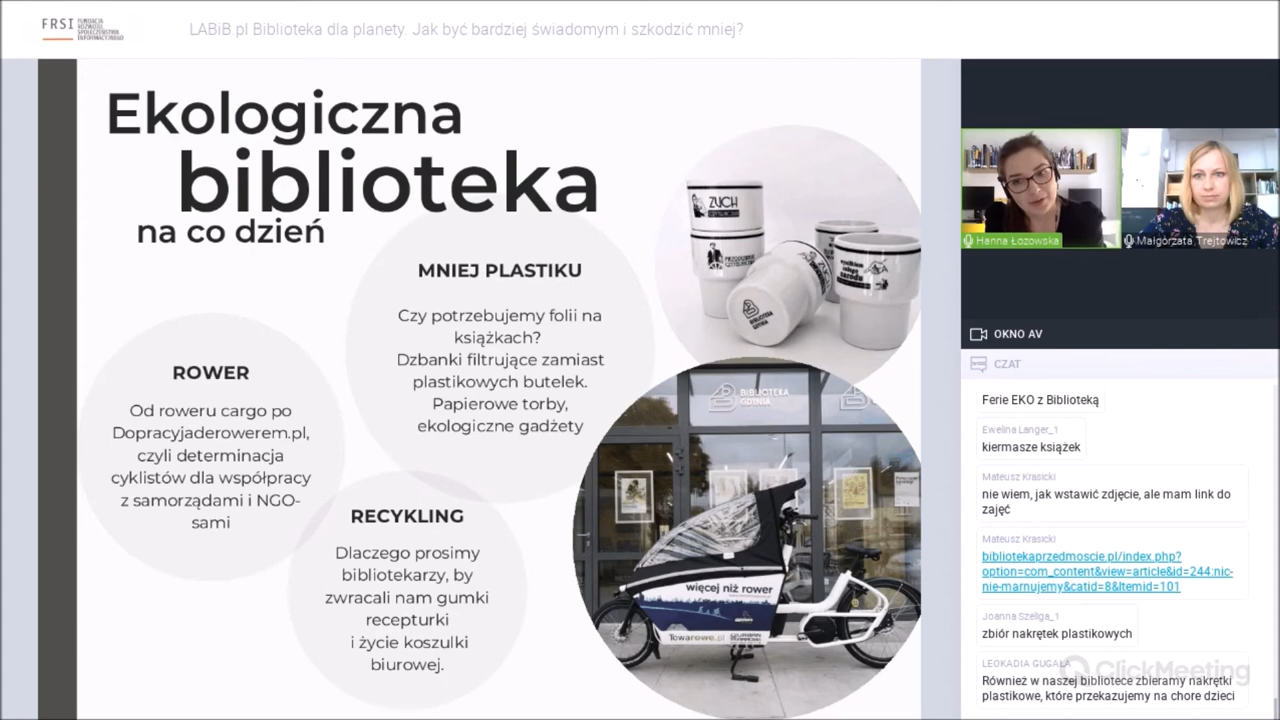 FRSI
FUNDACJA
ROZWOJU
SPOŁECZEŃSTWA
INFORMACYJNEGO
LABiB.pl Biblioteka dla planety. Jak być bardziej świadomym i szkodzić mniej?
Ekologiczna
biblioteka
na co dzień
MNIEJ PLASTIKU
Czy potrzebujemy folii na
książkach?
Dzbanki filtrujące zamiast
plastikowych butelek.
Papierowe torby,
ekologiczne gadżety
ROWER
Od roweru cargo po
Dopracyjaderowerem.pl,
czyli determinacja
cyklistów dla współpracy
z samorządami i NGO-
sami
RECYKLING
Dlaczego prosimy
bibliotekarzy, by
zwracali nam gumki
recepturki
i życie koszulki
biurowej.
ZUCH
BIBLIOTEKA
GDYNIA
więcej niż rower
Towarowe.pl
Hanna Łozowska
Małgorzata_Trejtowicz
OKNO AV
CZAT
Ferie EKO z Biblioteką
Ewelina Langer_1
kiermasze książek
Mateusz Krasicki
nie wiem, jak wstawić zdjęcie, ale mam link do
zajęć
Mateusz Krasicki
bibliotekaprzedmoscie.pl/index.php?
option=com_content&view=article&id=244:nic-
nie-marnujemy&catid=8&Itemid=101
Joanna Szeliga_1
zbiór nakrętek plastikowych
LEOKADIA GUGAŁA
Również w naszej bibliotece zbieramy nakrętki
plastikowe, które przekazujemy na chore dzieci
ClickMeeting